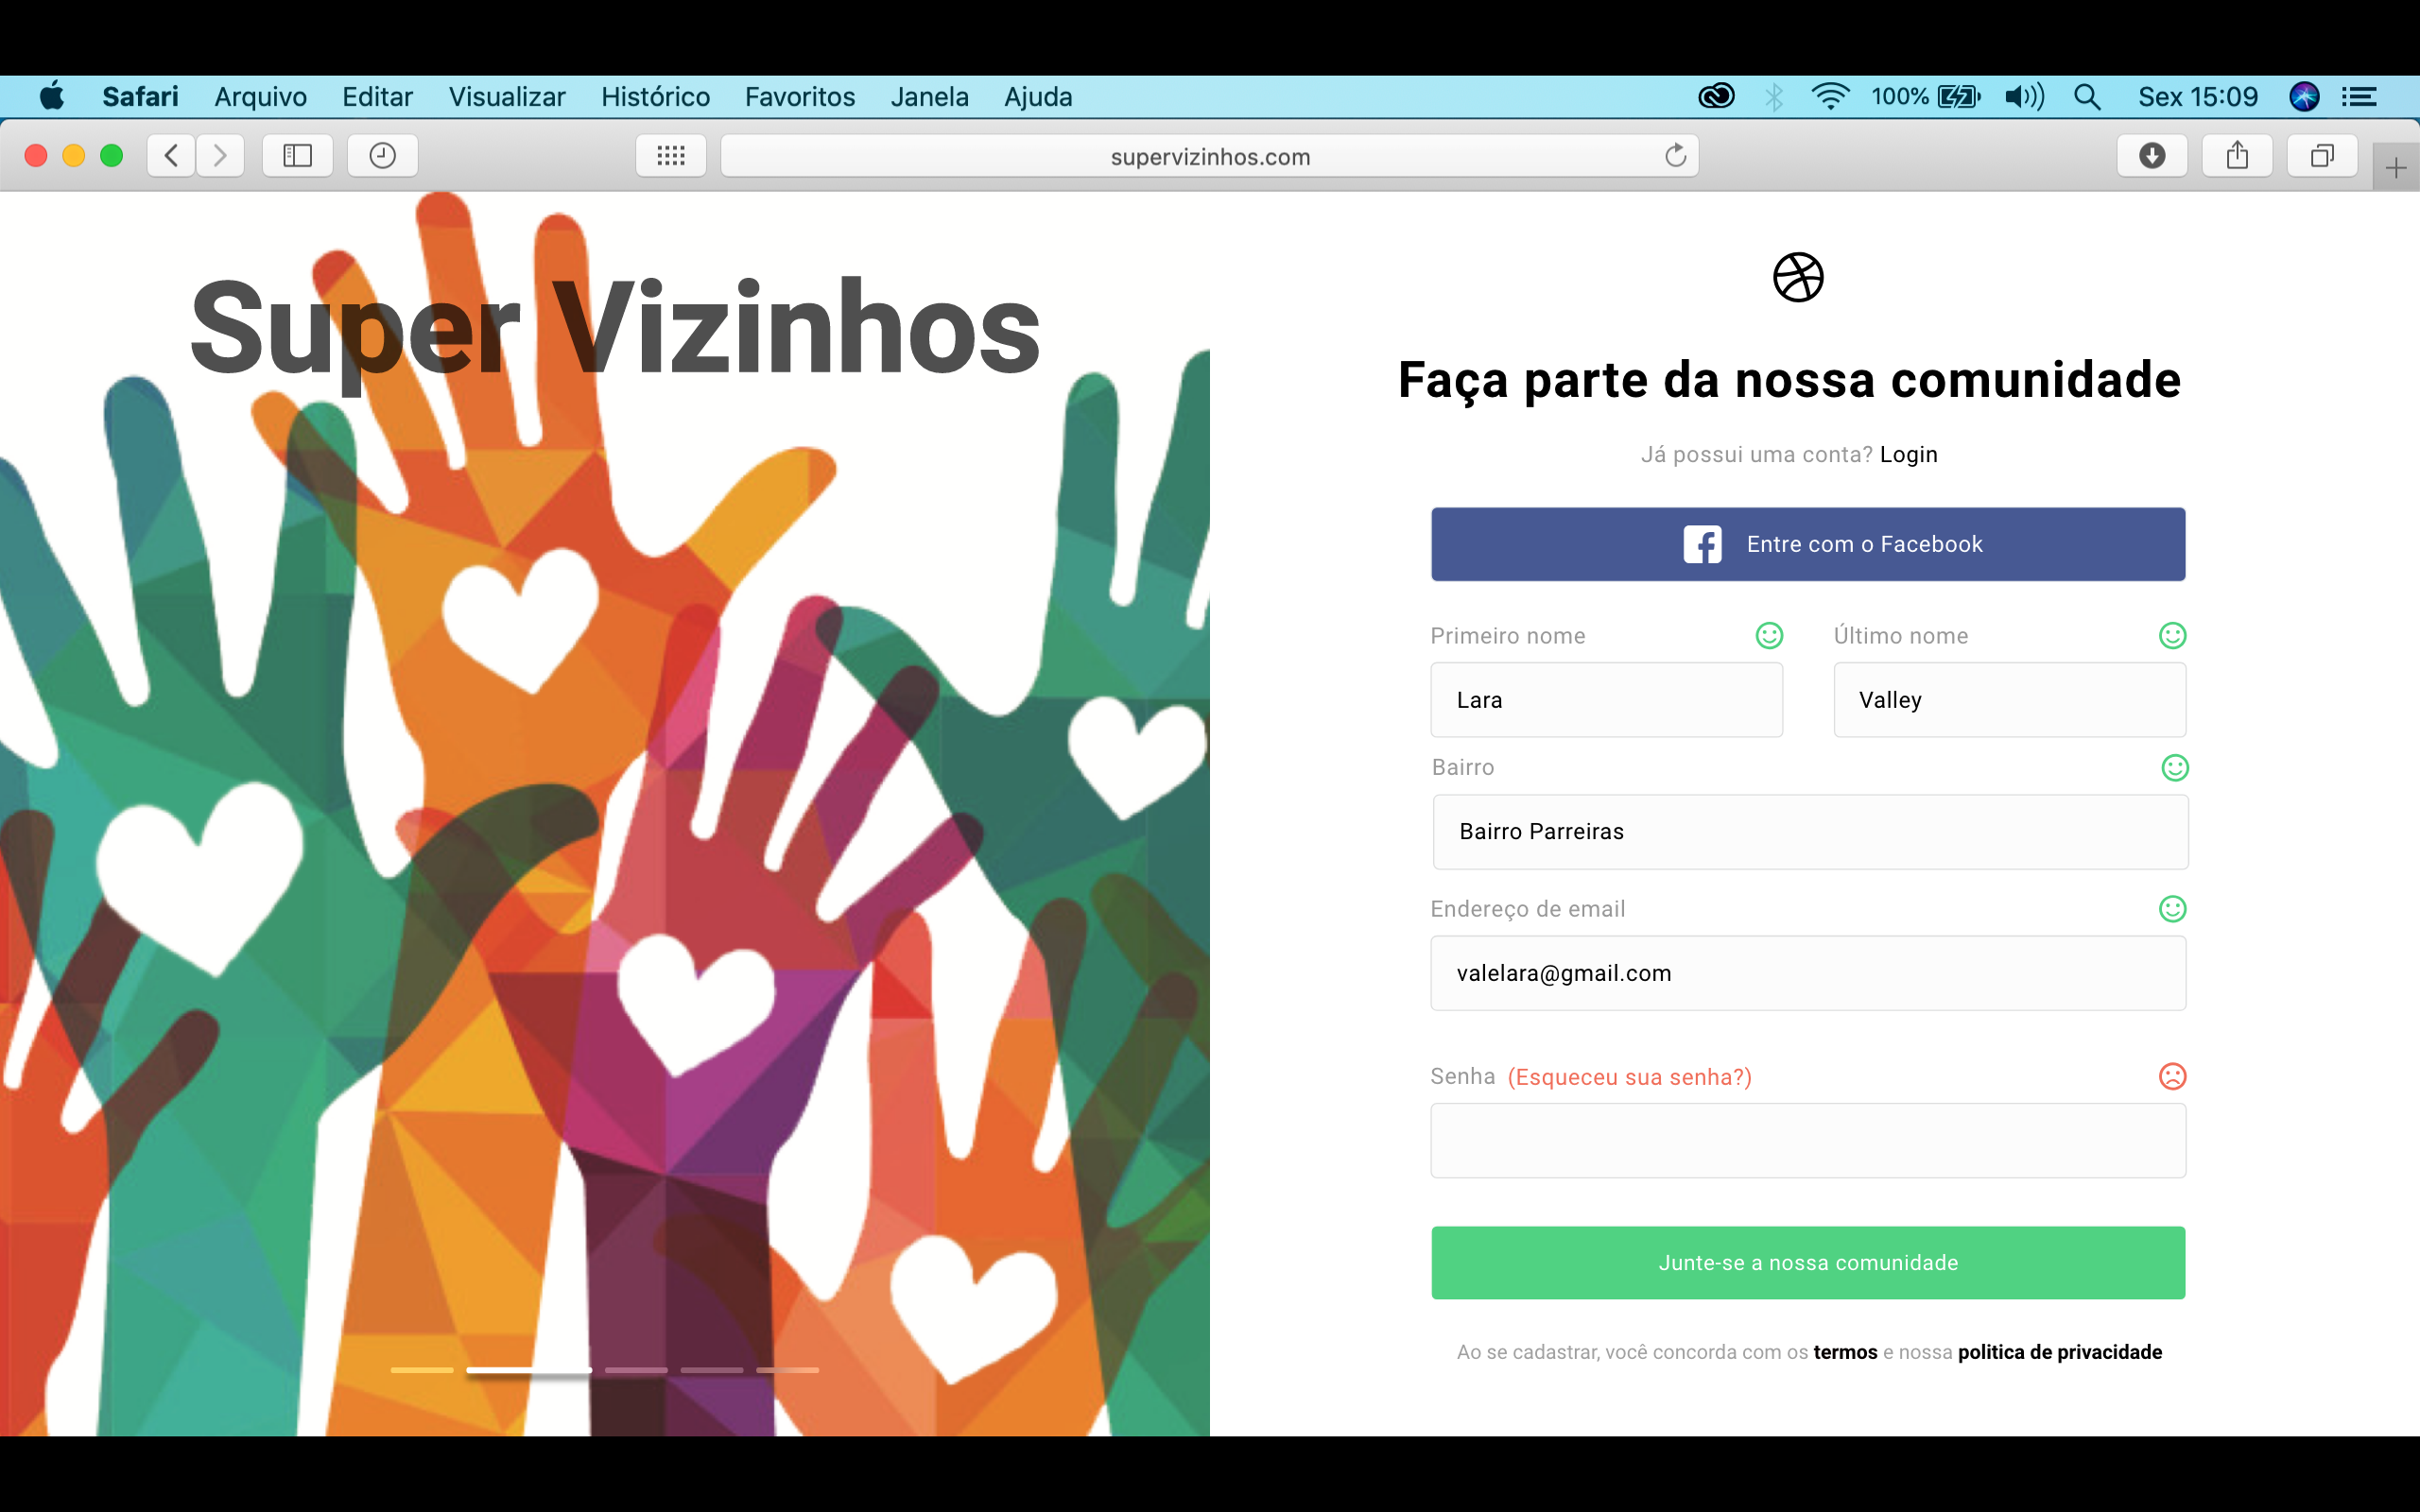 Safari Arquivo Editar Visualizar Histórico Favoritos Janela Ajuda 100% Sex 15:09
supervizinhos.com
Super Vizinhos
Faça parte da nossa comunidade
Já possui uma conta? Login
Entre com o Facebook
Primeiro nome Último nome
Lara Valley
Bairro
Bairro Parreiras
Endereço de email
valelara@gmail.com
Senha (Esqueceu sua senha?)
Junte-se a nossa comunidade
Ao se cadastrar, você concorda com os termos e nossa politica de privacidade